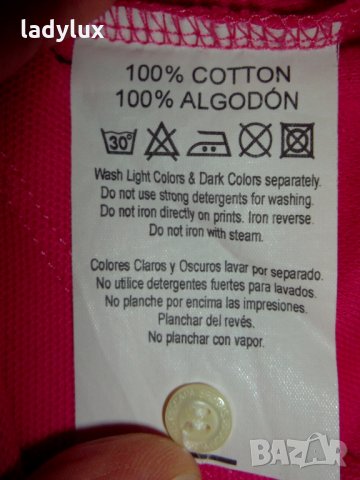 ladylux
100% COTTON
100% ALGODÓN
30°
Wash Light Colors & Dark Colors separately.
Do not use strong detergents for washing.
Do not iron directly on prints. Iron reverse.
Do not iron with steam.
Colores Claros y Oscuros lavar por separado.
No utilice detergentes fuertes para lavados.
No planche por encima las impresiones.
Planchar del revés.
No planchar con vapor.
bazar